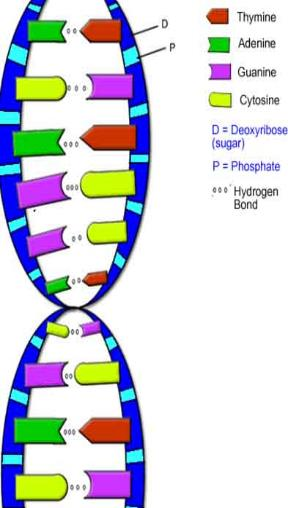 D
P
Thymine
Adenine
Guanine
Cytosine
D = Deoxyribose
(sugar)
P = Phosphate
Hydrogen
Bond